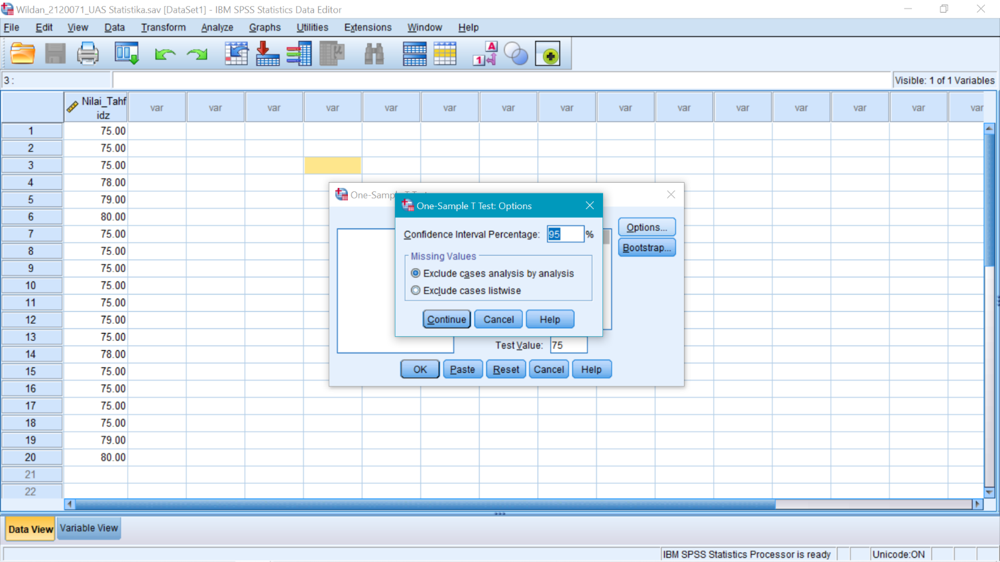 Wildan_2120071_UAS Statistika.sav [DataSet1] - IBM SPSS Statistics Data Editor
File Edit View Data Transform Analyze Graphs Utilities Extensions Window Help
3 :
Visible: 1 of 1 Variables
Nilai_Tahf
idz
var var var var var var var var var var var var var var var
1 75.00
2 75.00
3 75.00
4 78.00
5 79.00
6 80.00
7 75.00
8 75.00
9 75.00
10 75.00
11 75.00
12 75.00
13 75.00
14 78.00
15 75.00
16 75.00
17 75.00
18 75.00
19 79.00
20 80.00
21
22
One-Samp
One-Sample T Test: Options
Confidence Interval Percentage: 95 %
Missing Values
Exclude cases analysis by analysis
Exclude cases listwise
Continue Cancel Help
Options...
Bootstrap...
Test Value: 75
OK Paste Reset Cancel Help
Data View Variable View
IBM SPSS Statistics Processor is ready Unicode:ON